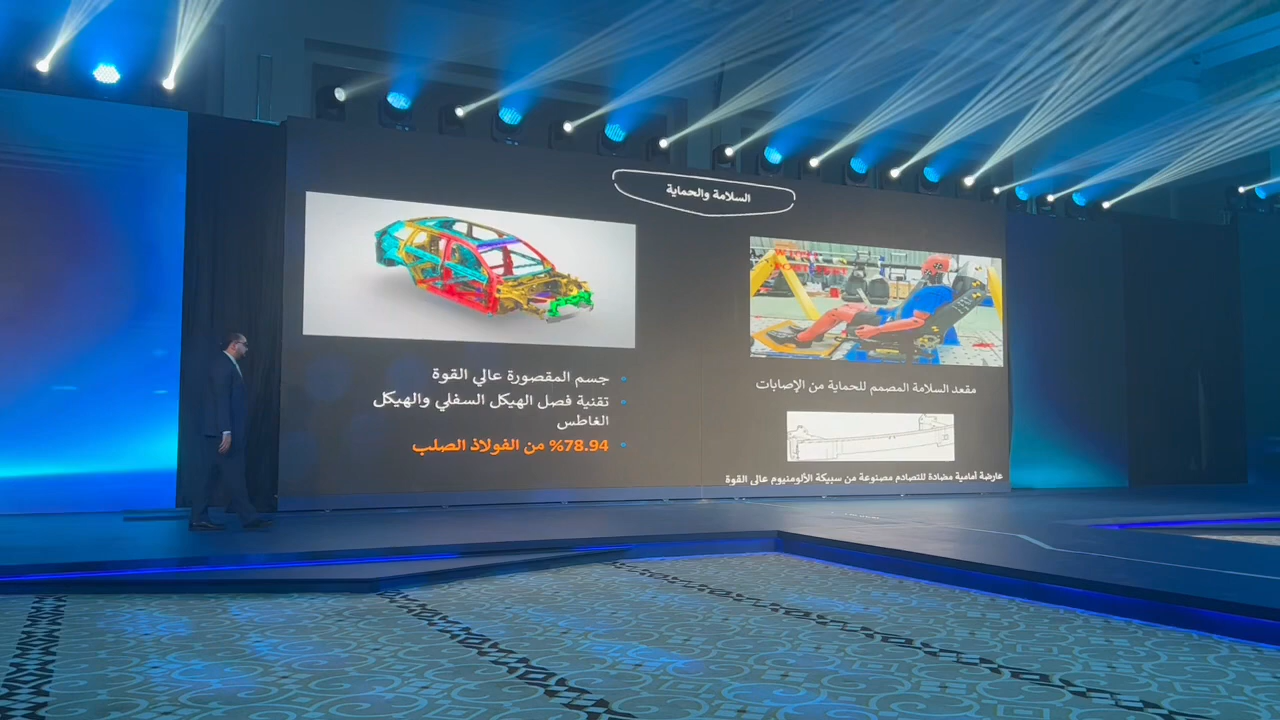 السلامة والحماية
جسم المقصورة عالي القوة
تقنية فصل الهيكل السفلي والهيكل
الغاطس
78.94% من الفولاذ الصلب
مقعد السلامة المصمم للحماية من الإصابات
عارضة أمامية مضادة للتصادم مصنوعة من سبيكة الألومنيوم عالي القوة